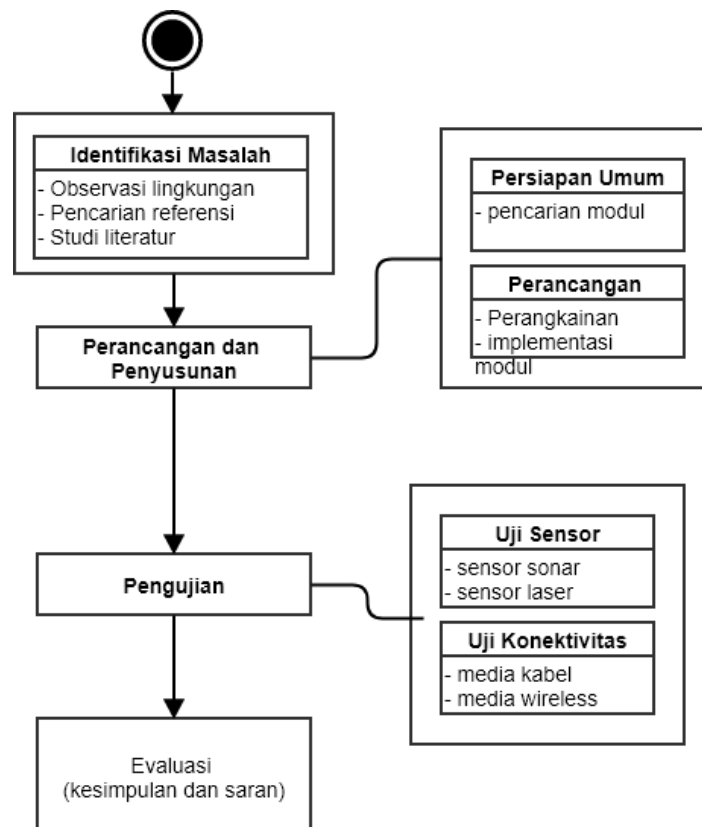 Identifikasi Masalah
- Observasi lingkungan
- Pencarian referensi
- Studi literatur
Perancangan dan
Penyusunan
Persiapan Umum
- pencarian modul
Perancangan
- Perangkainan
- implementasi
modul
Pengujian
Uji Sensor
- sensor sonar
- sensor laser
Uji Konektivitas
- media kabel
- media wireless
Evaluasi
(kesimpulan dan saran)